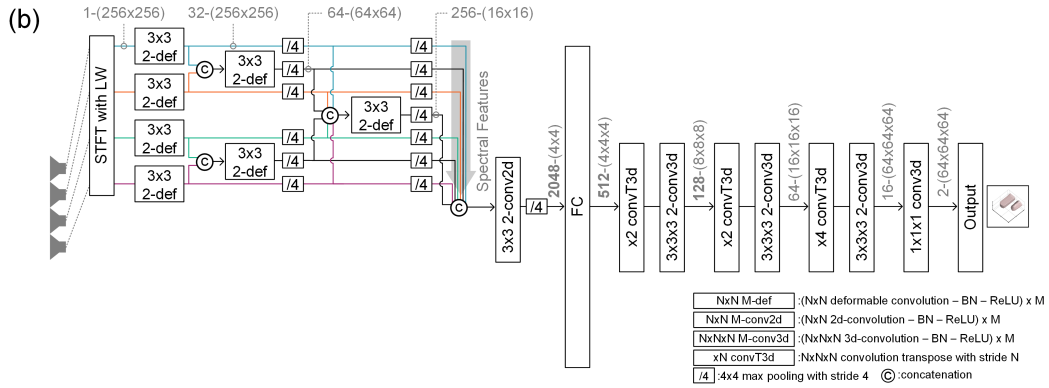 (b)
1-(256x256)
32-(256x256)
64-(64x64)
256-(16x16)
STFT with LW
3x3
2-def
3x3
2-def
3x3
2-def
3x3
2-def
3x3
2-def
3x3
2-def
3x3
2-def
C
C
C
C
/4
/4
/4
/4
/4
/4
/4
/4
/4
/4
/4
/4
/4
Spectral Features
3x3 2-conv2d
/4
2048-(4x4)
FC
512-(4x4x4)
x2 convT3d
3x3x3 2-conv3d
128-(8x8x8)
x2 convT3d
3x3x3 2-conv3d
64-(16x16x16)
x4 convT3d
3x3x3 2-conv3d
16-(64x64x64)
1x1x1 conv3d
2-(64x64x64)
Output
NxN M-def :(NxN deformable convolution – BN – ReLU) x M
NxN M-conv2d :(NxN 2d-convolution – BN – ReLU) x M
NxNxN M-conv3d :(NxNxN 3d-convolution – BN – ReLU) x M
xN convT3d :NxNxN convolution transpose with stride N
/4 :4x4 max pooling with stride 4 C :concatenation